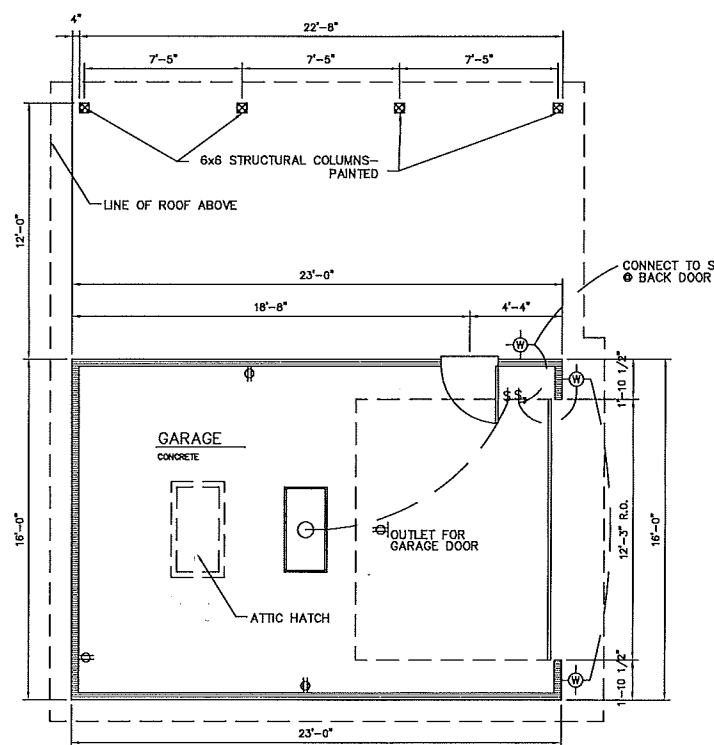 4"
22'-8"
7'-5"
7'-5"
7'-5"
6x6 STRUCTURAL COLUMNS-
PAINTED
LINE OF ROOF ABOVE
12'-0"
CONNECT TO S
@ BACK DOOR
23'-0"
18'-8"
4'-4"
W
W
1'-10 1/2"
$ $3
GARAGE
CONCRETE
16'-0"
OUTLET FOR
GARAGE DOOR
12'-3" R.O.
16'-0"
ATTIC HATCH
W
1'-10 1/2"
23'-0"